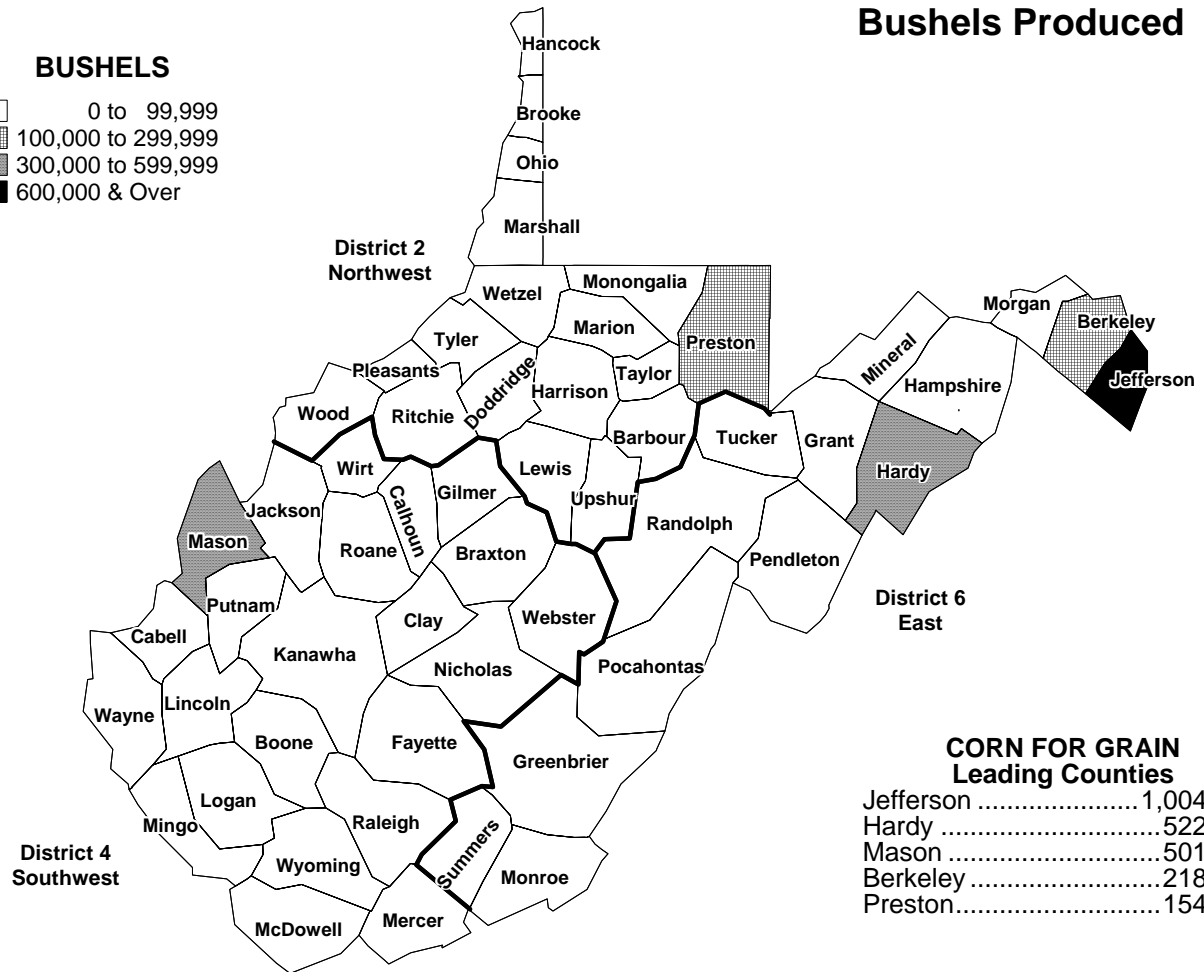 Bushels Produced
BUSHELS
0 to 99,999
100,000 to 299,999
300,000 to 599,999
600,000 & Over
Hancock
Brooke
Ohio
Marshall
District 2
Northwest
Wetzel
Monongalia
Marion
Preston
Tyler
Pleasants
Doddridge
Harrison
Taylor
Wood
Ritchie
Barbour
Tucker
Grant
Mineral
Hampshire
Morgan
Berkeley
Jefferson
Hardy
Wirt
Calhoun
Gilmer
Lewis
Upshur
Randolph
Jackson
Roane
Braxton
Mason
Pendleton
Putnam
Clay
Webster
District 6
East
Cabell
Kanawha
Nicholas
Pocahontas
Wayne
Lincoln
Boone
Fayette
Greenbrier
Logan
Mingo
Raleigh
Summers
Wyoming
Monroe
District 4
Southwest
McDowell
Mercer
CORN FOR GRAIN
Leading Counties
Jefferson ...................... 1,004
Hardy ............................ 522
Mason ........................... 501
Berkeley ........................ 218
Preston.......................... 154